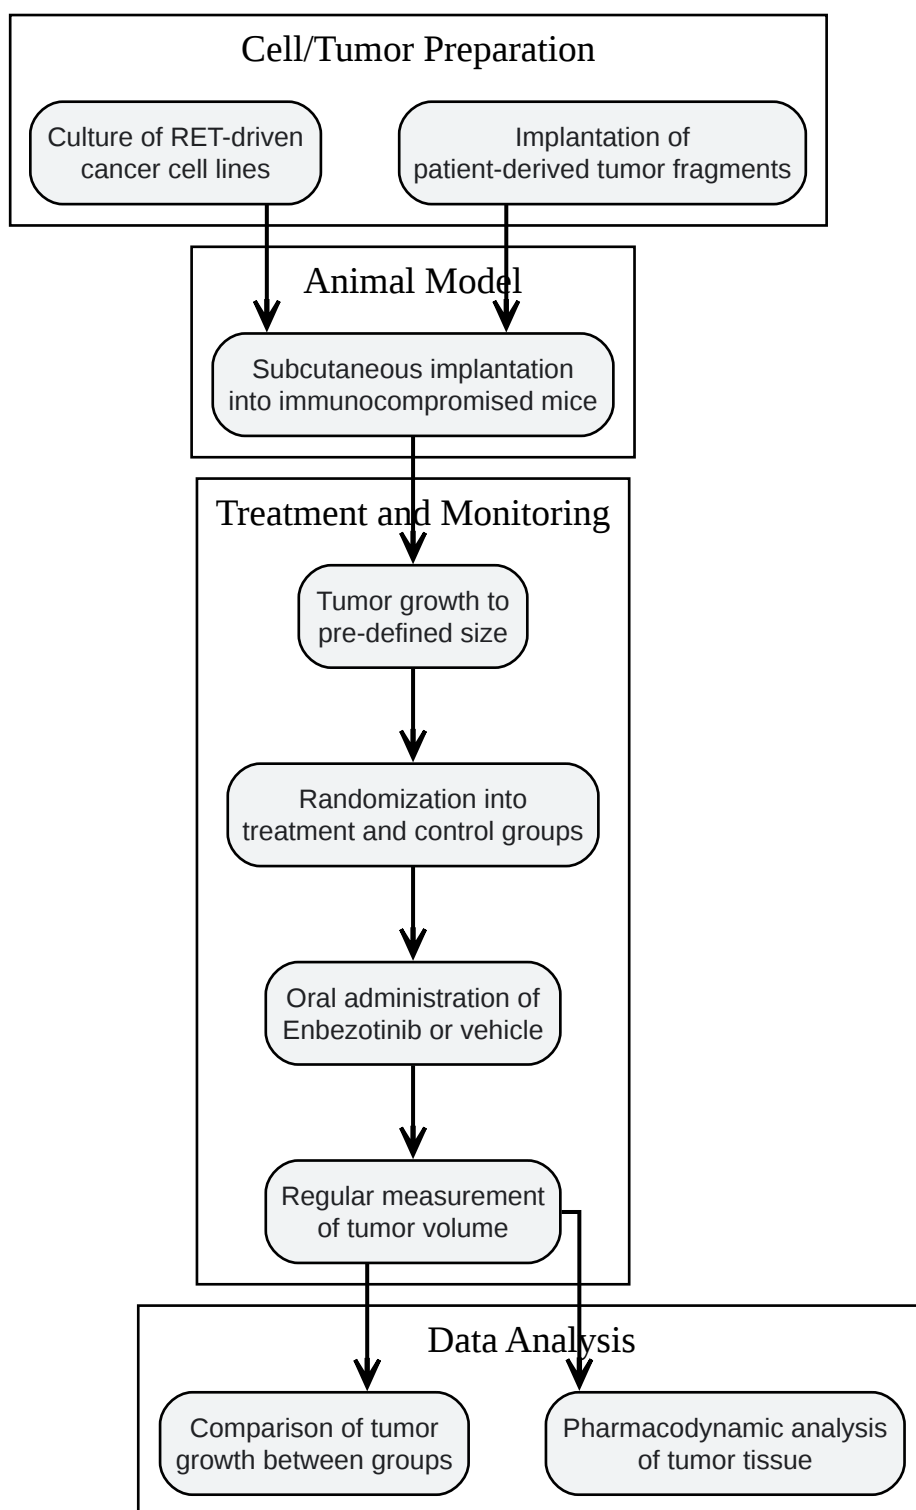 Cell/Tumor Preparation
Culture of RET-driven
cancer cell lines
Implantation of
patient-derived tumor fragments
Animal Model
Subcutaneous implantation
into immunocompromised mice
Treatment and Monitoring
Tumor growth to
pre-defined size
Randomization into
treatment and control groups
Oral administration of
Enbezotinib or vehicle
Regular measurement
of tumor volume
Data Analysis
Comparison of tumor
growth between groups
Pharmacodynamic analysis
of tumor tissue